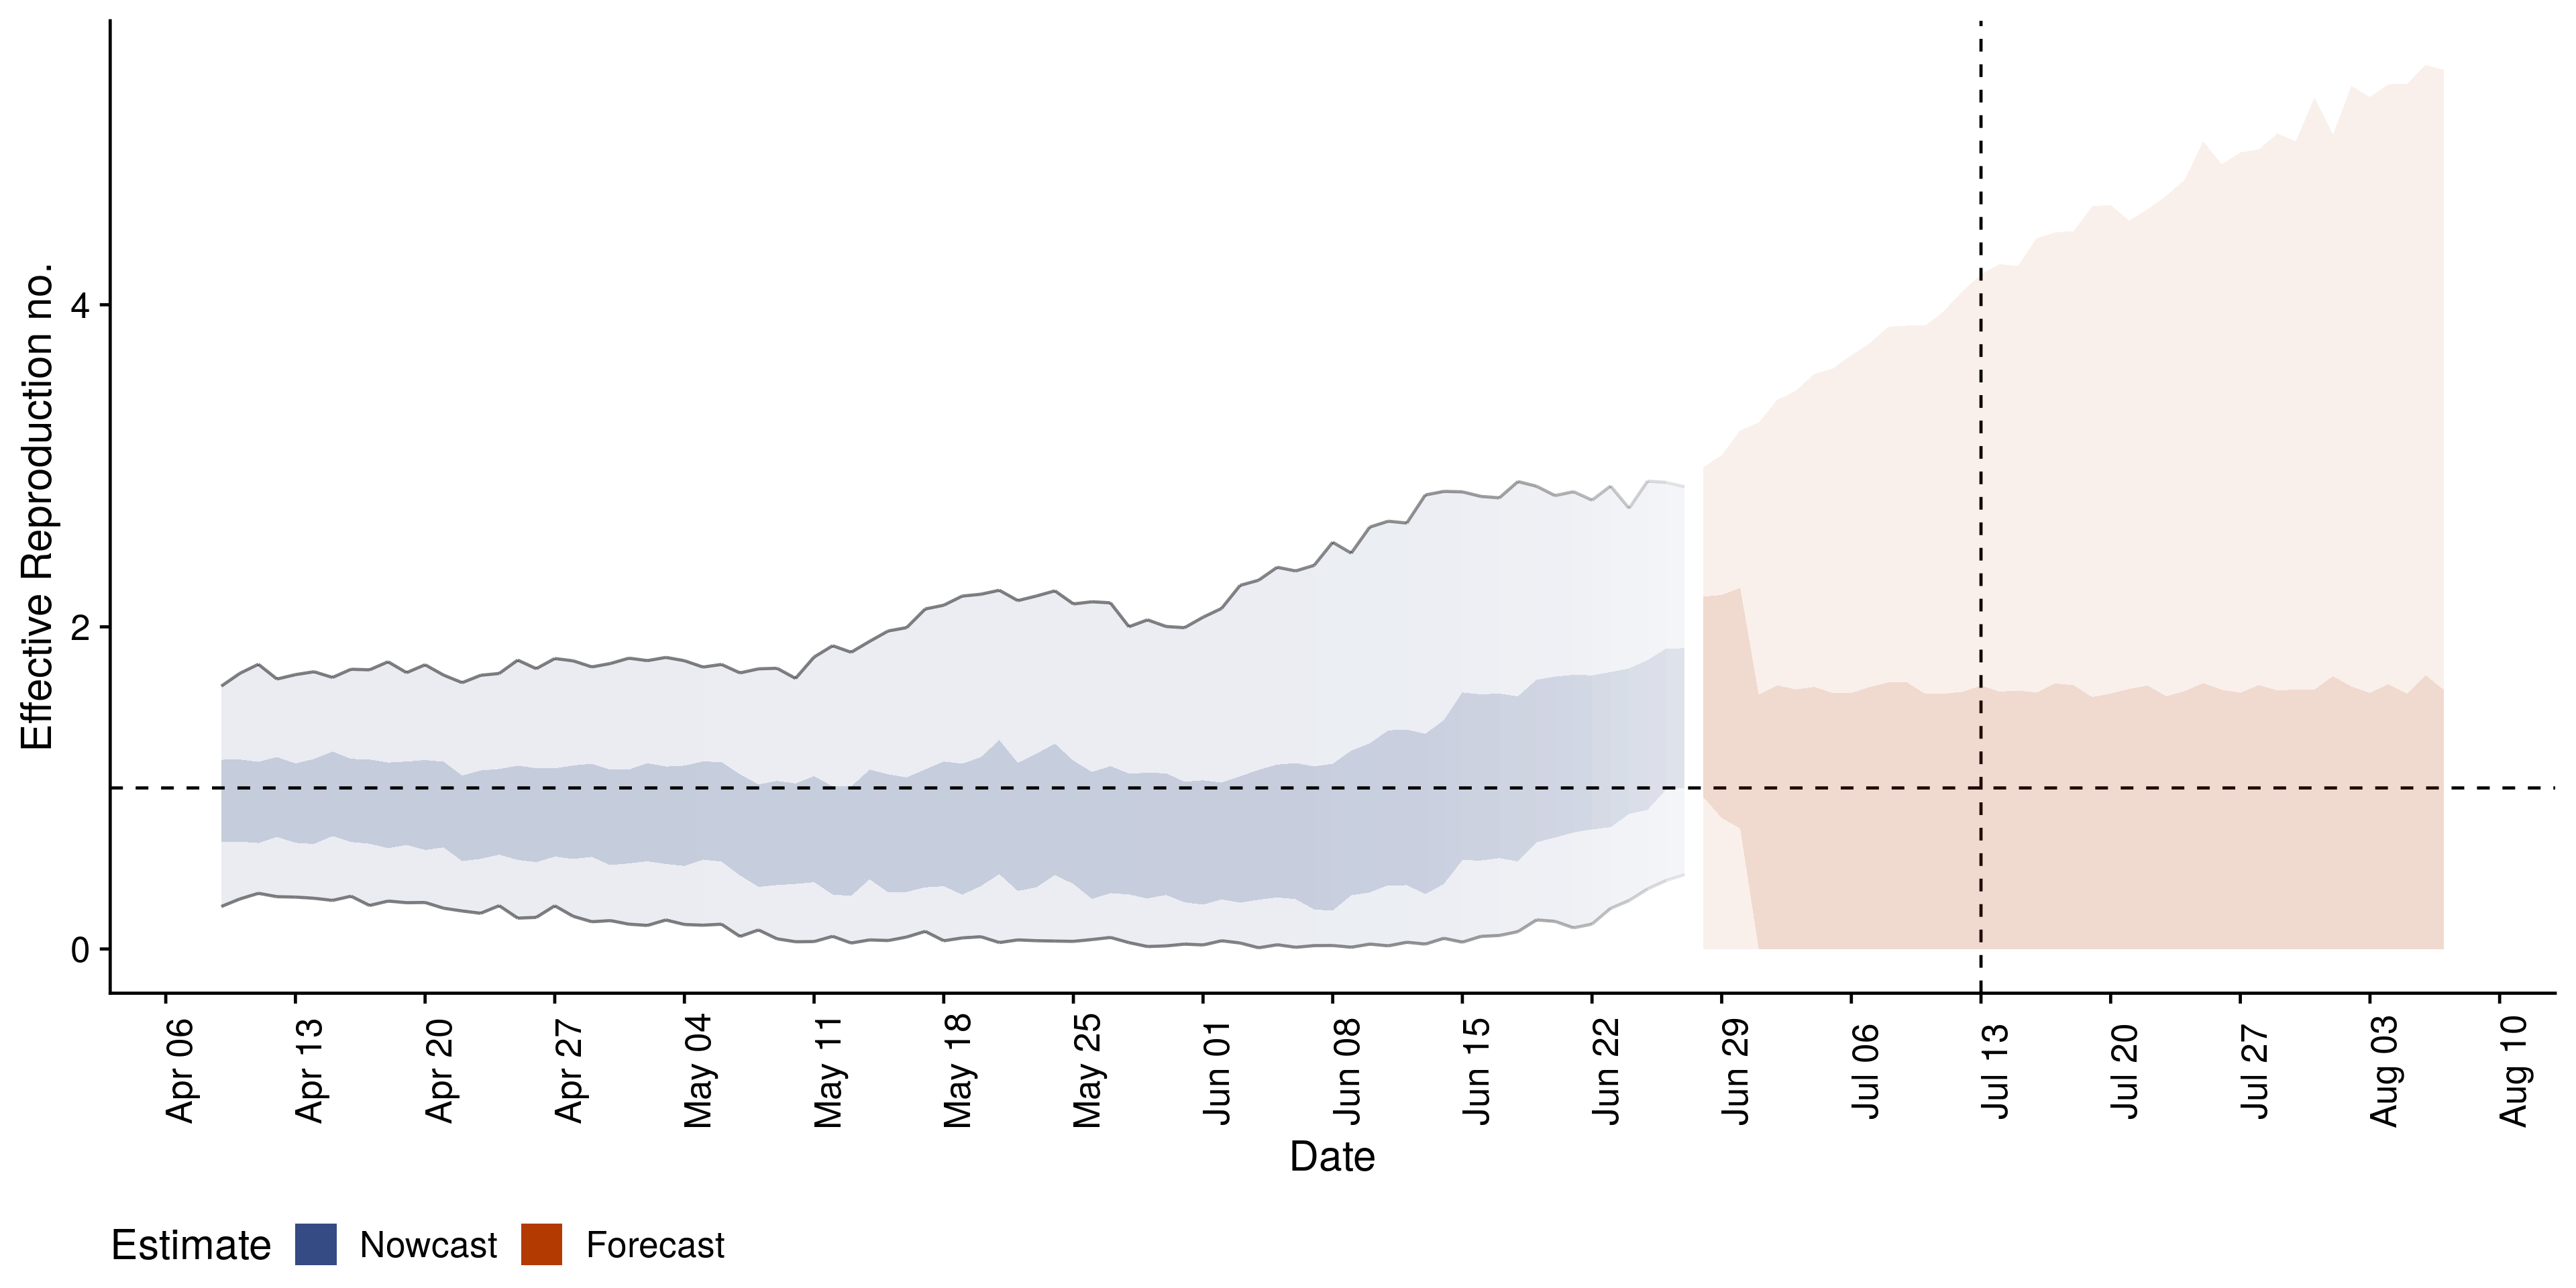 Effective Reproduction no.
4
2
0
Apr 06
Apr 13
Apr 20
Apr 27
May 04
May 11
May 18
May 25
Jun 01
Jun 08
Jun 15
Jun 22
Jun 29
Jul 06
Jul 13
Jul 20
Jul 27
Aug 03
Aug 10
Date
Estimate Nowcast Forecast